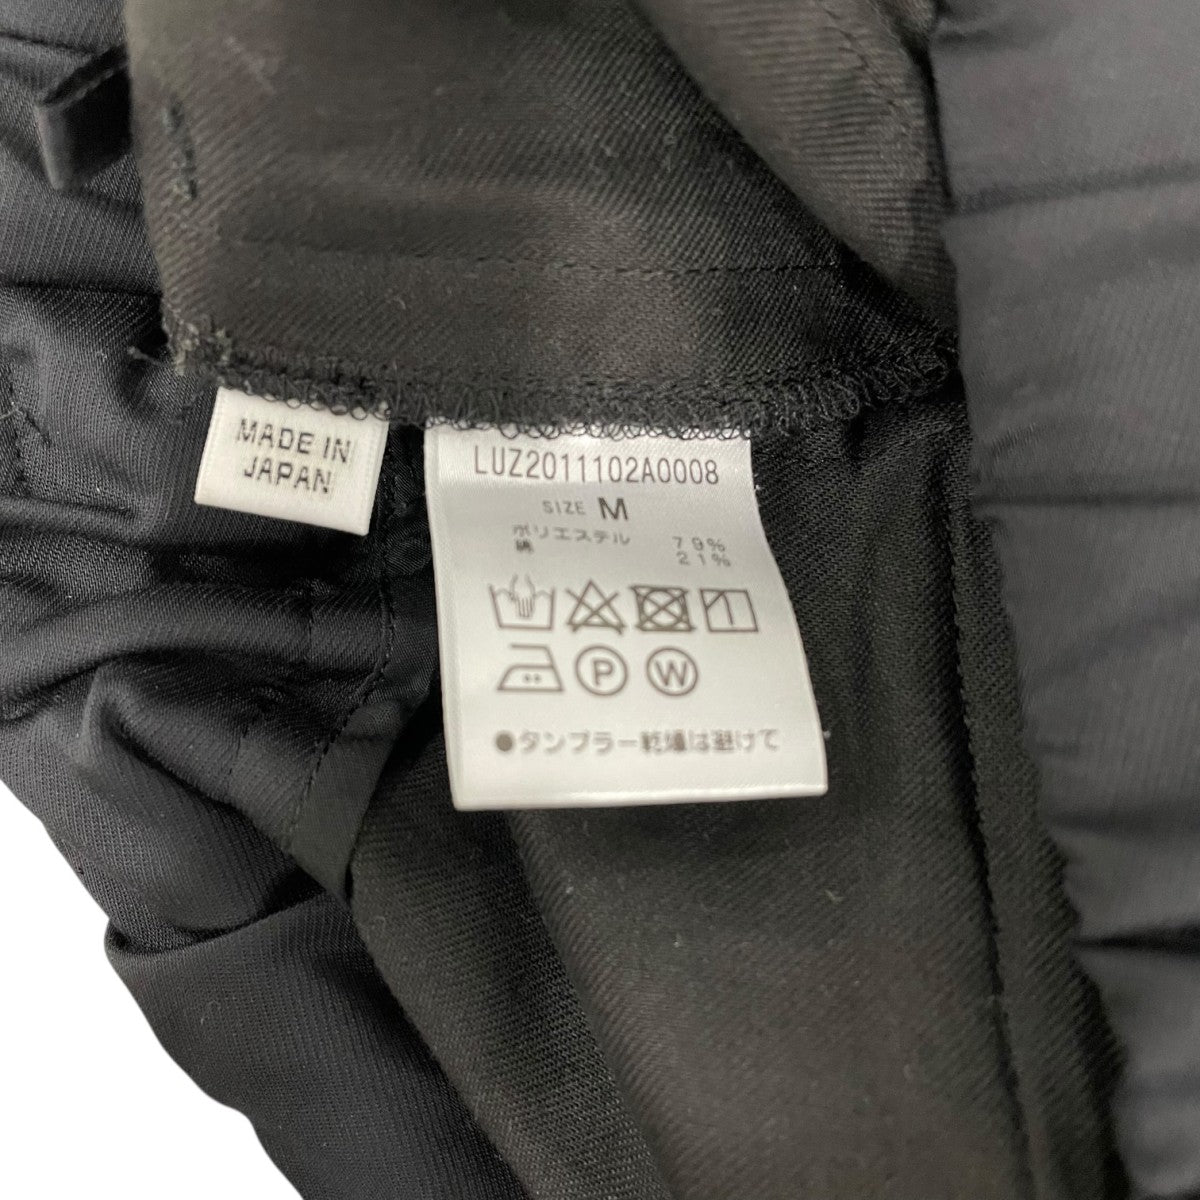 MADE IN
JAPAN
LUZ2011102A0008
SIZE M
ポリエステル 79%
綿 21%
P W
●タンブラー乾燥は避けて